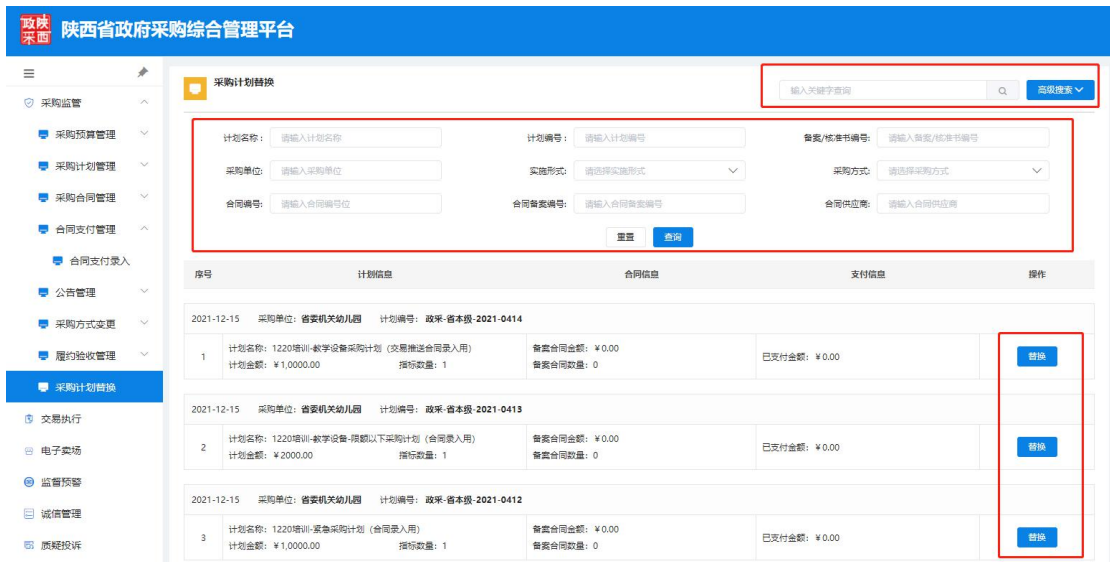 政陕
采西
陕西省政府采购综合管理平台
采购计划替换
输入关键字查询
高级搜索
采购监管
采购预算管理
采购计划管理
采购合同管理
合同支付管理
合同支付录入
公告管理
采购方式变更
履约验收管理
采购计划替换
交易执行
电子卖场
监督预警
诚信管理
质疑投诉
计划名称： 请输入计划名称 计划编号： 请输入计划编号 备案/核准书编号: 请输入备案/核准书编号
采购单位: 请输入采购单位 实施形式: 请选择实施形式 采购方式: 请选择采购方式
合同编号: 请输入合同编号位 合同备案编号: 请输入合同备案编号 合同供应商: 请输入合同供应商
重置 查询
序号 计划信息 合同信息 支付信息 操作
2021-12-15 采购单位：省委机关幼儿园 计划编号：政采-省本级-2021-0414
1 计划名称：1220培训-教学设备采购计划（交易推送合同录入用） 备案合同金额：￥0.00 已支付金额：￥0.00 替换
计划金额：￥1,0000.00 指标数量：1 备案合同数量：0
2021-12-15 采购单位：省委机关幼儿园 计划编号：政采-省本级-2021-0413
2 计划名称：1220培训-教学设备-限额以下采购计划（合同录入用） 备案合同金额：￥0.00 已支付金额：￥0.00 替换
计划金额：￥2000.00 指标数量：1 备案合同数量：0
2021-12-15 采购单位：省委机关幼儿园 计划编号：政采-省本级-2021-0412
3 计划名称：1220培训-紧急采购计划（合同录入用） 备案合同金额：￥0.00 已支付金额：￥0.00 替换
计划金额：￥1,0000.00 指标数量：1 备案合同数量：0